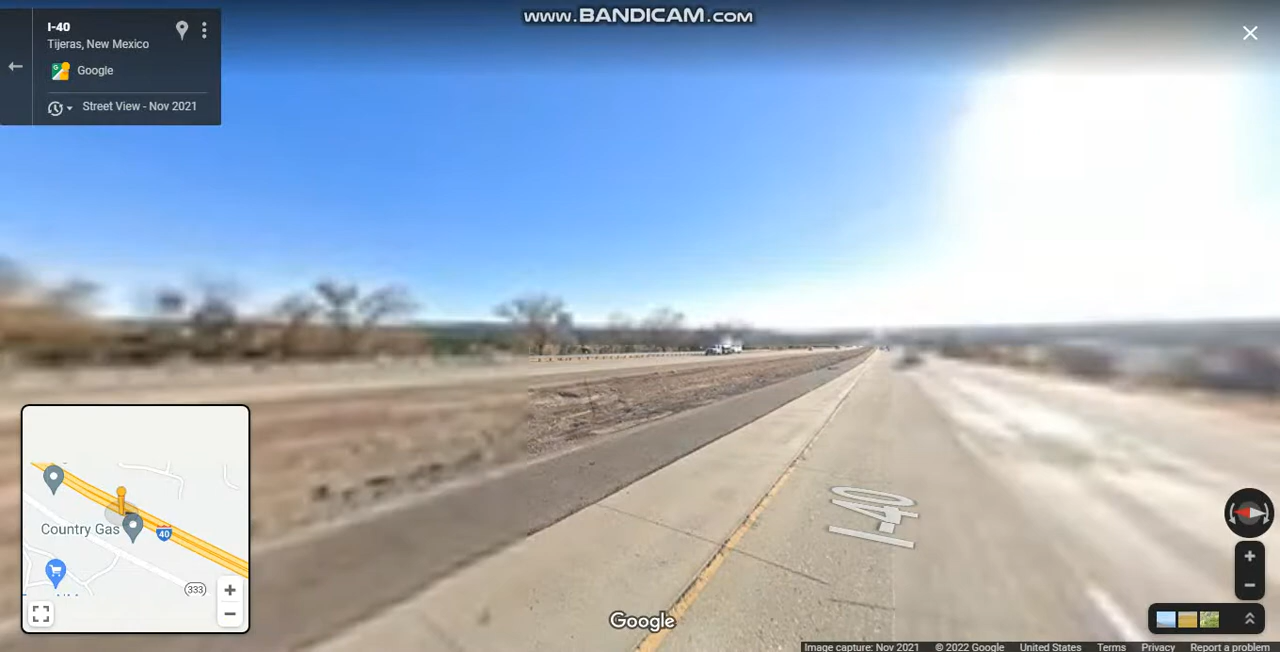 www.BANDICAM.com
I-40
Tijeras, New Mexico
Google
Street View - Nov 2021
I-40
Country Gas
40
333
Google
Image capture: Nov 2021 © 2022 Google United States Terms Privacy Report a problem